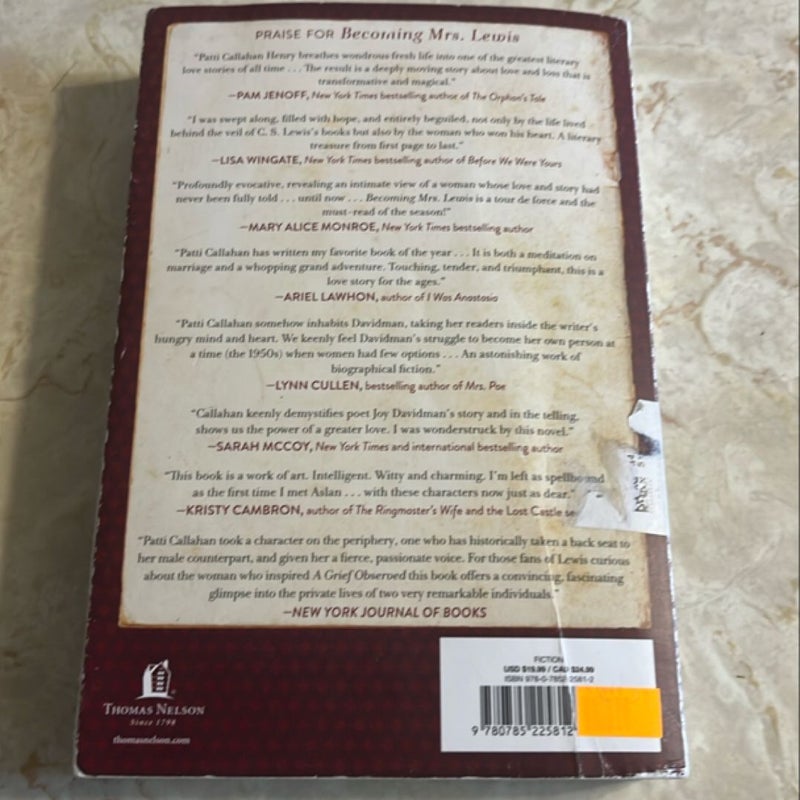 PRAISE FOR Becoming Mrs. Lewis
"Patti Callahan Henry breathes wondrous fresh life into one of the greatest literary
love stories of all time . . . The result is a deeply moving story about love and loss that is
transformative and magical."
—PAM JENOFF, New York Times bestselling author of The Orphan's Tale
"I was swept along, filled with hope, and entirely beguiled, not only by the life lived
behind the veil of C. S. Lewis's books but also by the woman who won his heart. A literary
treasure from first page to last."
—LISA WINGATE, New York Times bestselling author of Before We Were Yours
"Profoundly evocative, revealing an intimate view of a woman whose love and story had
never been fully told . . . until now . . . Becoming Mrs. Lewis is a tour de force and the
must-read of the season!"
—MARY ALICE MONROE, New York Times bestselling author
"Patti Callahan has written my favorite book of the year . . . It is both a meditation on
marriage and a whopping grand adventure. Touching, tender, and triumphant, this is a
love story for the ages."
—ARIEL LAWHON, author of I Was Anastasia
"Patti Callahan somehow inhabits Davidman, taking her readers inside the writer's
hungry mind and heart. We keenly feel Davidman's struggle to become her own person at
a time (the 1950s) when women had few options . . . An astonishing work of
biographical fiction."
—LYNN CULLEN, bestselling author of Mrs. Poe
"Callahan keenly demystifies poet Joy Davidman's story and in the telling,
shows us the power of a greater love. I was wonderstruck by this novel."
—SARAH MCCOY, New York Times and international bestselling author
"This book is a work of art. Intelligent. Witty and charming. I'm left as spellbound
as the first time I met Aslan . . . with these characters now just as dear."
—KRISTY CAMBRON, author of The Ringmaster's Wife and the Lost Castle se
"Patti Callahan took a character on the periphery, one who has historically taken a back seat to
her male counterpart, and given her a fierce, passionate voice. For those fans of Lewis curious
about the woman who inspired A Grief Observed this book offers a convincing, fascinating
glimpse into the private lives of two very remarkable individuals."
—NEW YORK JOURNAL OF BOOKS
THOMAS NELSON
Since 1798
thomasnelson.com
FICTION
USD $19.99 / CAD $24.99
ISBN 978-0-7852-2581-2
9 780785 225812